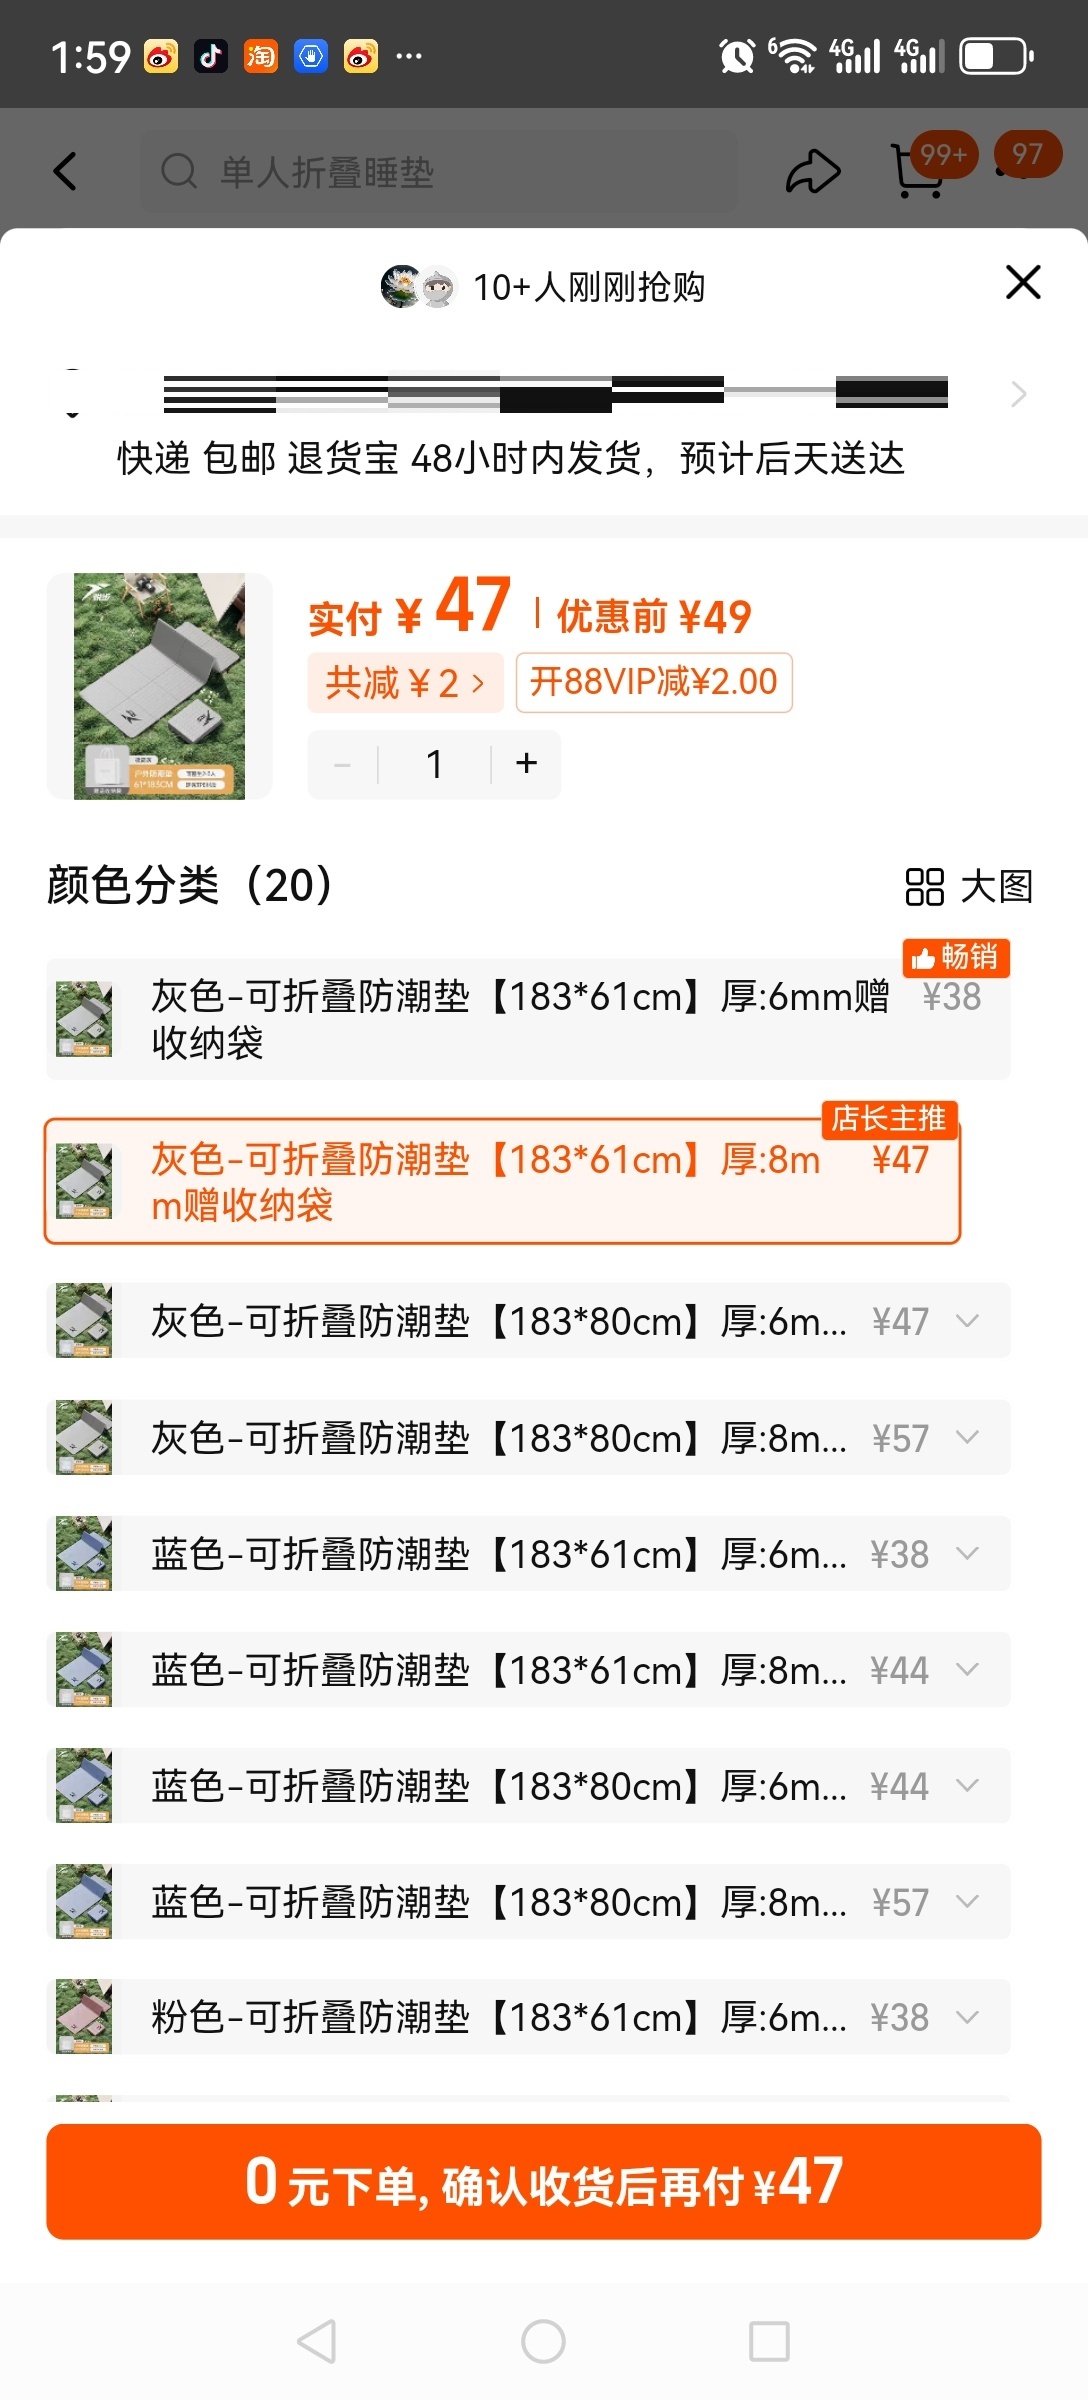 1:59
淘
6
4G
4G
单人折叠睡垫
99+
97
10+人刚刚抢购
快递 包邮 退货宝 48小时内发货，预计后天送达
实付 ¥ 47 | 优惠前 ¥49
共减 ¥ 2 >
开88VIP减¥2.00
- 1 +
颜色分类（20）
大图
畅销
灰色-可折叠防潮垫【183*61cm】厚:6mm赠 ¥38
收纳袋
店长主推
灰色-可折叠防潮垫【183*61cm】厚:8m ¥47
m赠收纳袋
灰色-可折叠防潮垫【183*80cm】厚:6m... ¥47
灰色-可折叠防潮垫【183*80cm】厚:8m... ¥57
蓝色-可折叠防潮垫【183*61cm】厚:6m... ¥38
蓝色-可折叠防潮垫【183*61cm】厚:8m... ¥44
蓝色-可折叠防潮垫【183*80cm】厚:6m... ¥44
蓝色-可折叠防潮垫【183*80cm】厚:8m... ¥57
粉色-可折叠防潮垫【183*61cm】厚:6m... ¥38
0 元下单, 确认收货后再付 ¥47